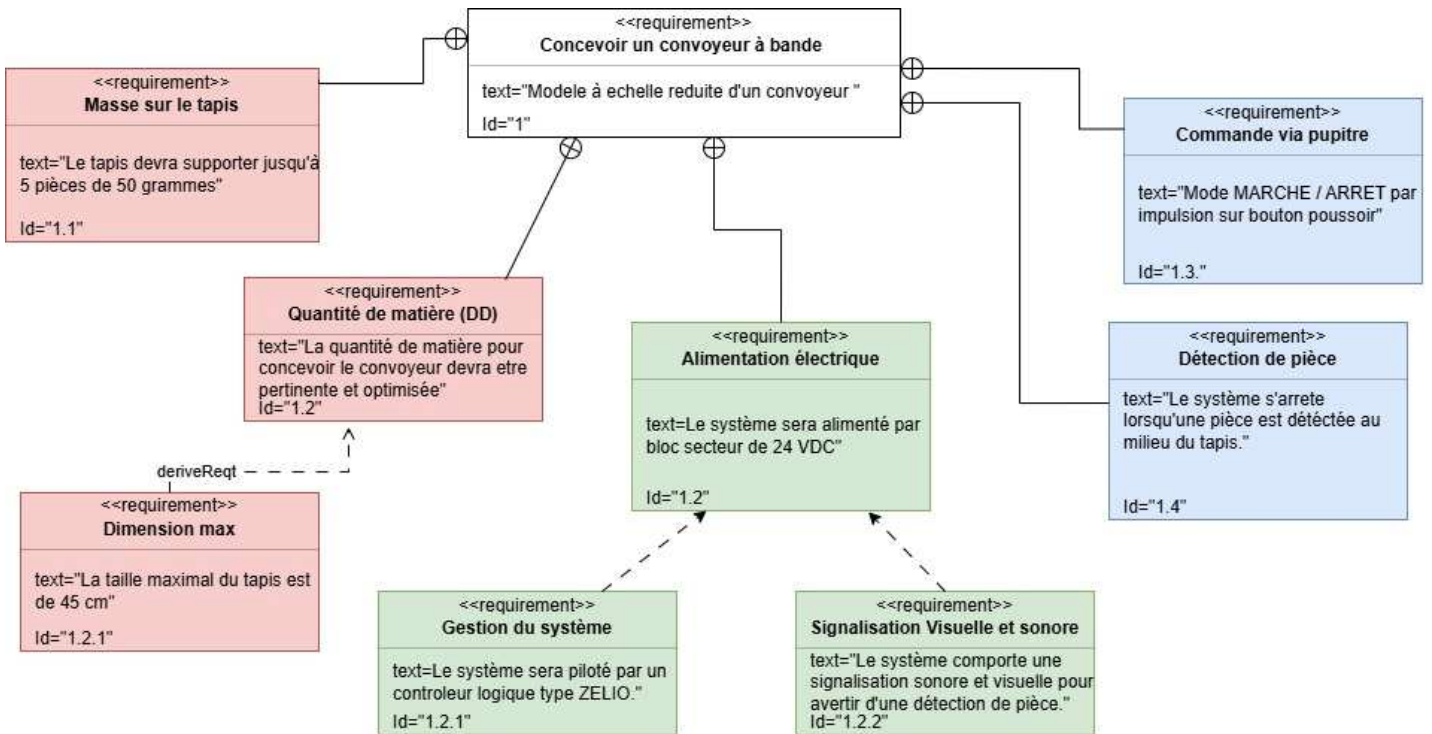 <<requirement>>
Concevoir un convoyeur à bande
text="Modele à echelle reduite d'un convoyeur "
Id="1"
<<requirement>>
Masse sur le tapis
text="Le tapis devra supporter jusqu'à
5 pièces de 50 grammes"
Id="1.1"
<<requirement>>
Commande via pupitre
text="Mode MARCHE / ARRET par
impulsion sur bouton poussoir"
Id="1.3."
<<requirement>>
Quantité de matière (DD)
text="La quantité de matière pour
concevoir le convoyeur devra etre
pertinente et optimisée"
Id="1.2"
<<requirement>>
Alimentation électrique
text=Le système sera alimenté par
bloc secteur de 24 VDC"
Id="1.2"
<<requirement>>
Détection de pièce
text="Le système s'arrete
lorsqu'une pièce est détéctée au
milieu du tapis."
Id="1.4"
deriveReqt
<<requirement>>
Dimension max
text="La taille maximal du tapis est
de 45 cm"
Id="1.2.1"
<<requirement>>
Gestion du système
text=Le système sera piloté par un
controleur logique type ZELIO."
Id="1.2.1"
<<requirement>>
Signalisation Visuelle et sonore
text="Le système comporte une
signalisation sonore et visuelle pour
avertir d'une détection de pièce."
Id="1.2.2"